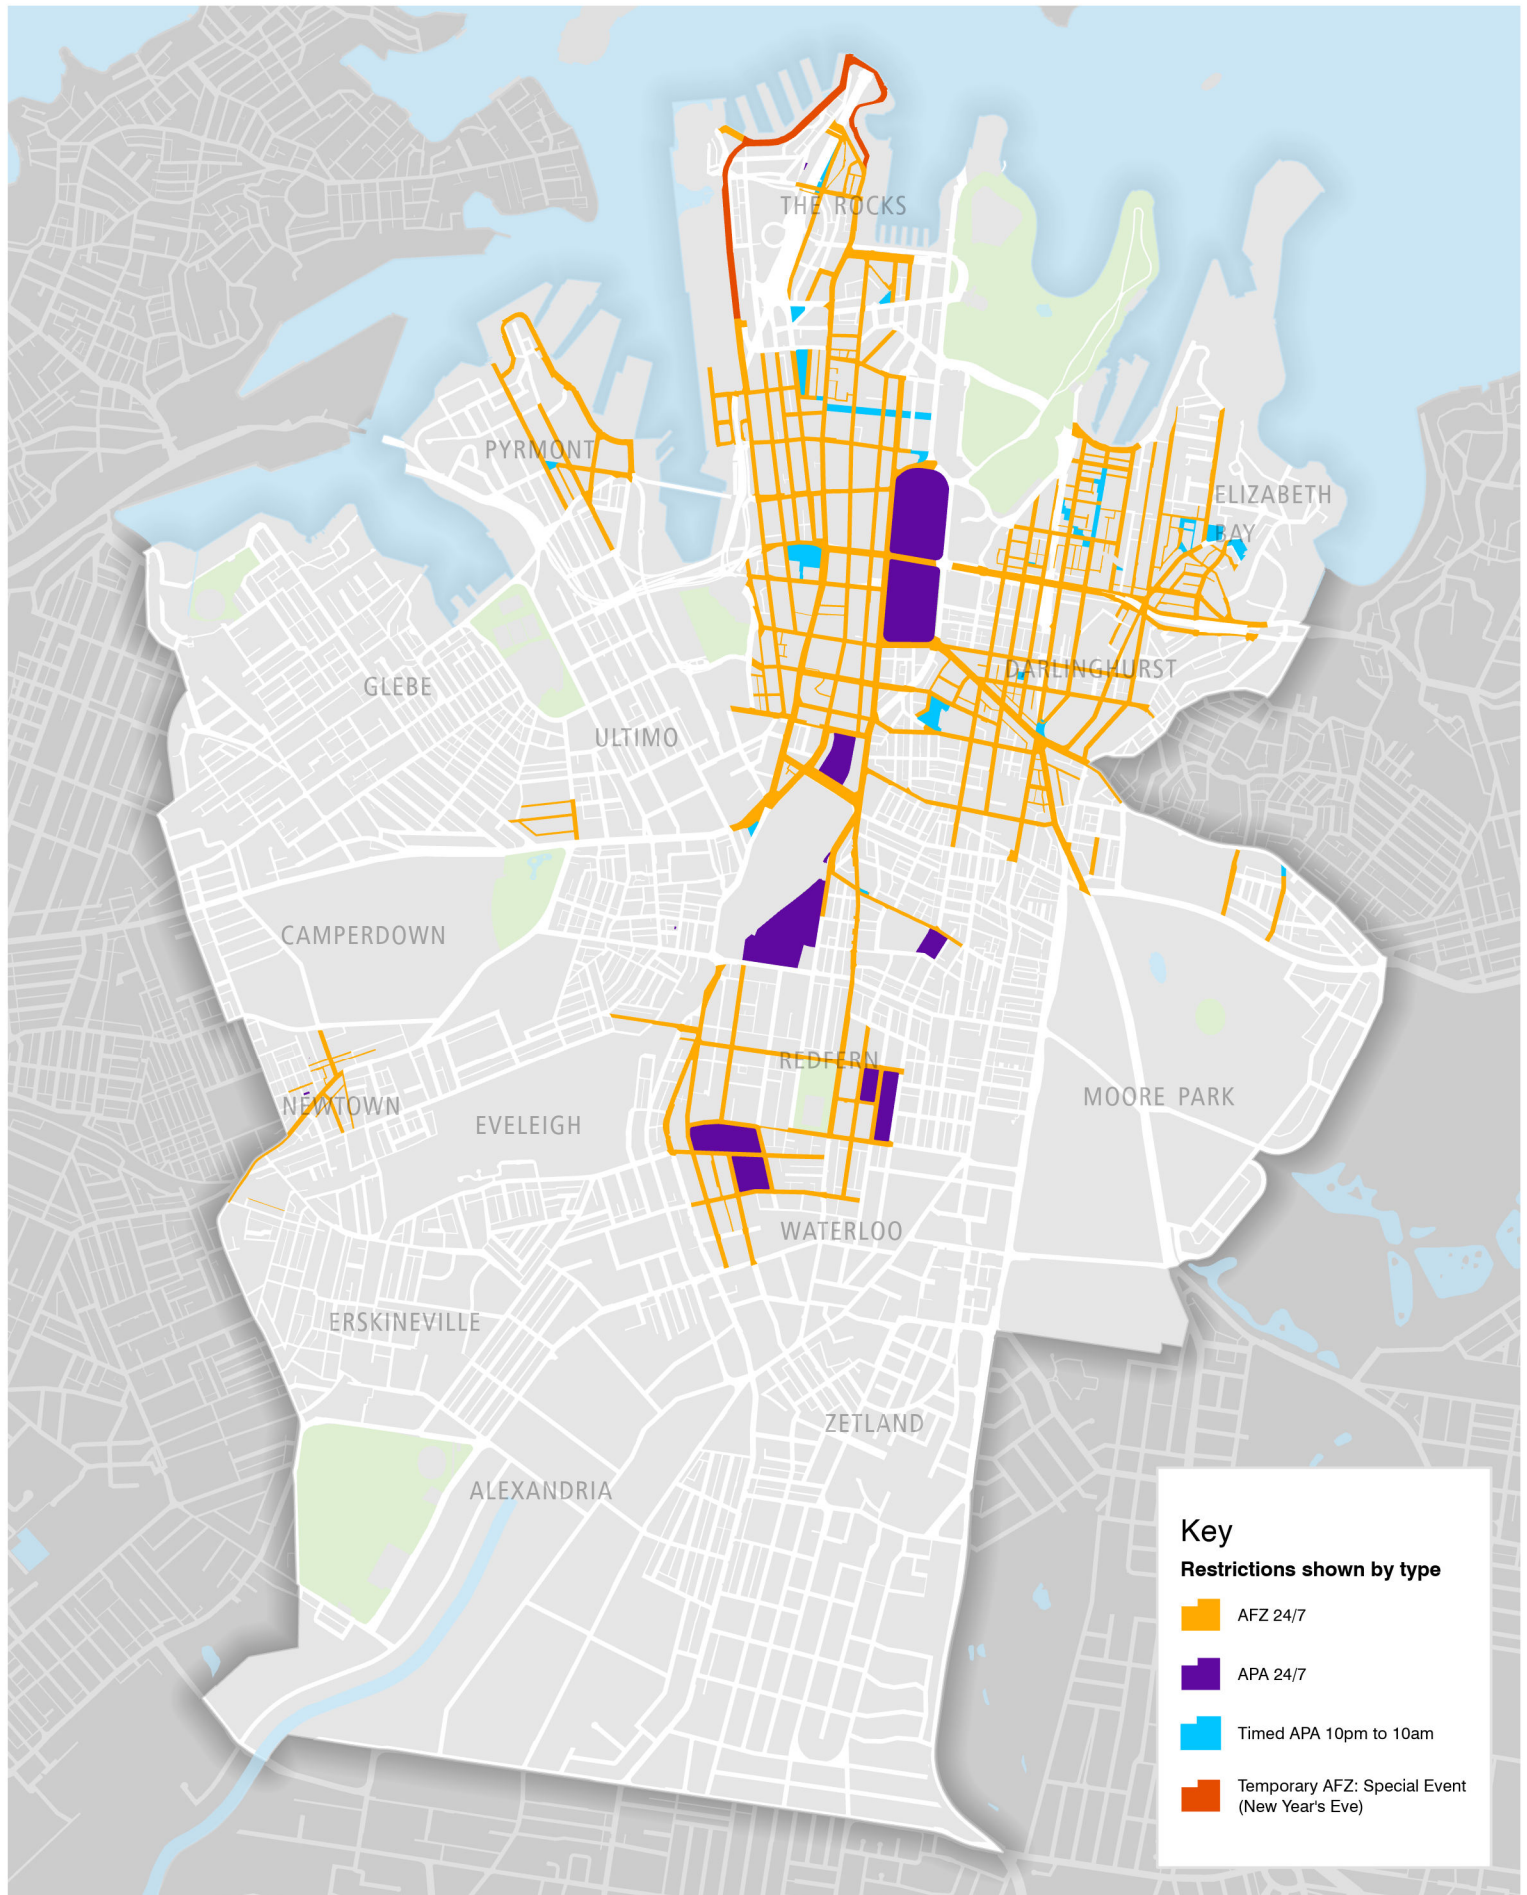 THE ROCKS
PYRMONT
ELIZABETH
BAY
DARLINGHURST
GLEBE
ULTIMO
CAMPERDOWN
REDFERN
MOORE PARK
NEWTOWN
EVELEIGH
WATERLOO
ERSKINEVILLE
ZETLAND
ALEXANDRIA
Key
Restrictions shown by type
AFZ 24/7
APA 24/7
Timed APA 10pm to 10am
Temporary AFZ: Special Event
(New Year's Eve)